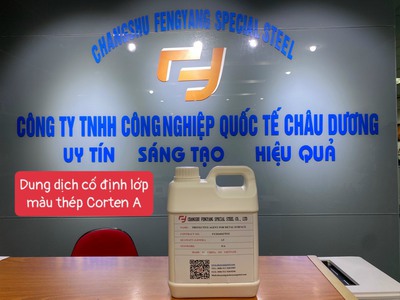 CHANGSHU FENGYANG SPECIAL STEEL
CÔNG TY TNHH CÔNG NGHIỆP QUỐC TẾ CHÂU DƯƠNG
UY TÍN SÁNG TẠO HIỆU QUẢ
Dung dịch cố định lớp
màu thép Corten A
CHANGSHU FENGYANG SPECIAL STEEL CO., LTD